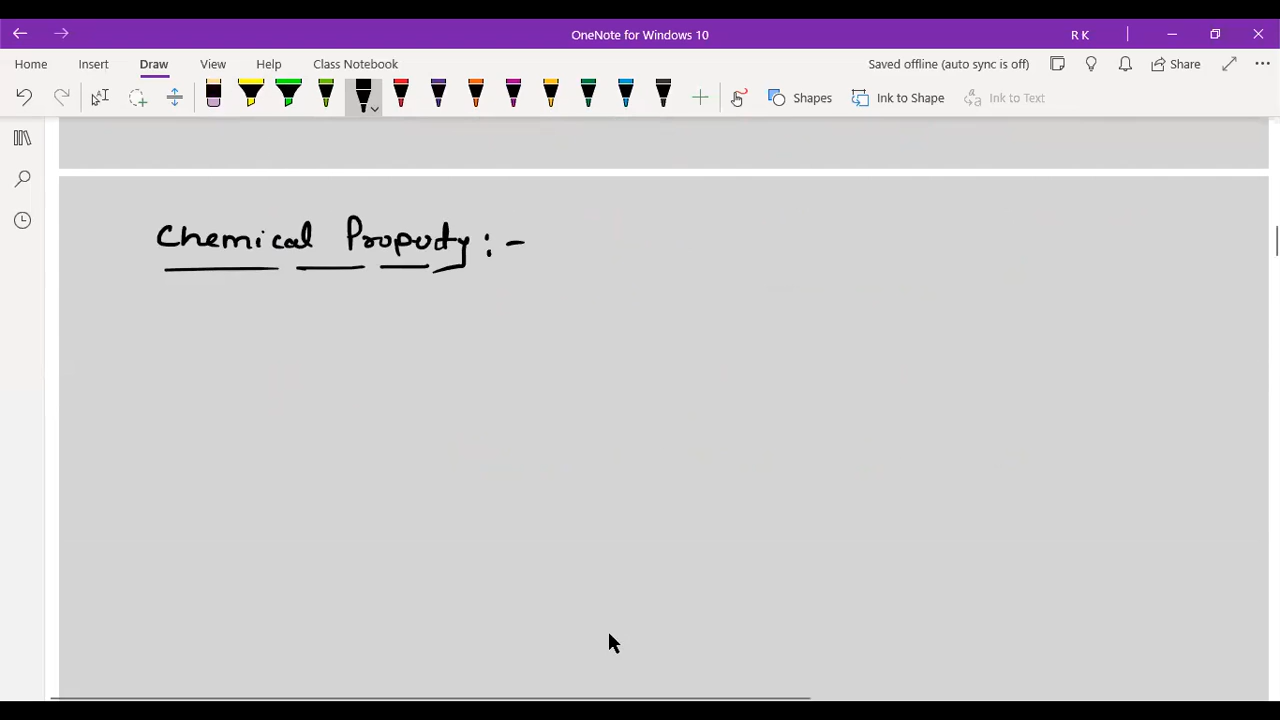 OneNote for Windows 10
R K
Home Insert Draw View Help Class Notebook
Saved offline (auto sync is off) Share
Shapes Ink to Shape Ink to Text
Chemical Property :-